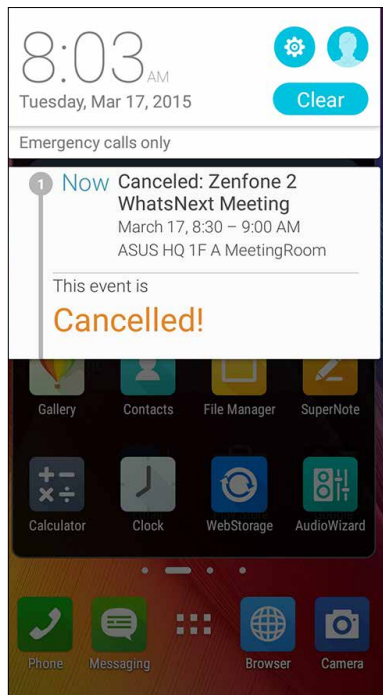 8:03 AM
Tuesday, Mar 17, 2015
Clear
Emergency calls only
1 Now Canceled: Zenfone 2
WhatsNext Meeting
March 17, 8:30 – 9:00 AM
ASUS HQ 1F A MeetingRoom
This event is
Cancelled!
Gallery Contacts File Manager SuperNote
Calculator Clock WebStorage AudioWizard
Phone Messaging Browser Camera